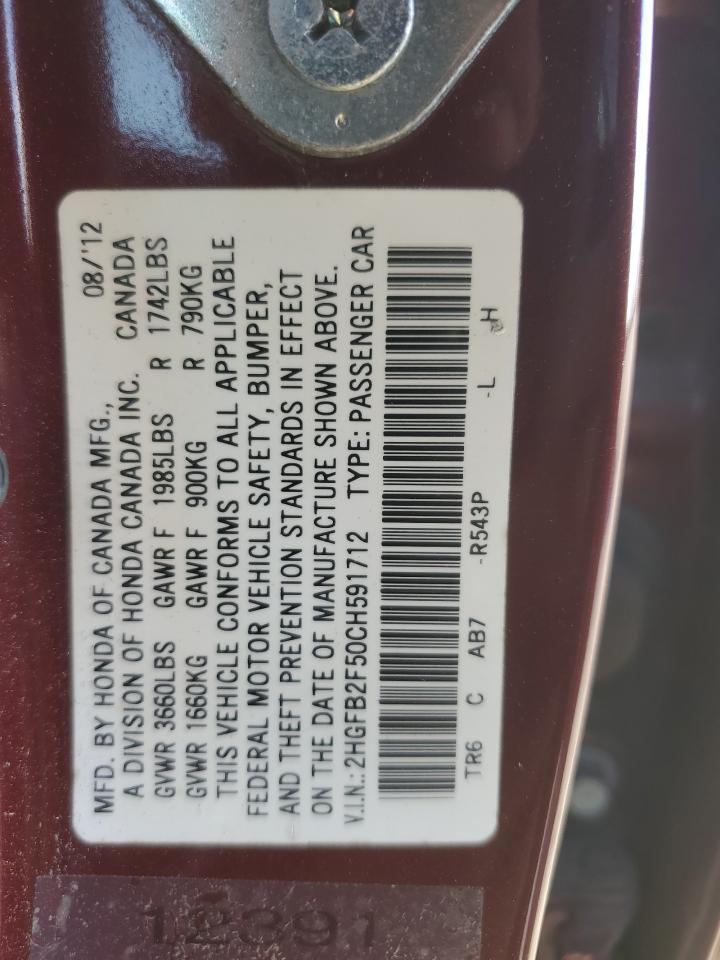 MFD. BY HONDA OF CANADA MFG., 08/'12
A DIVISION OF HONDA CANADA INC. CANADA
GVWR 3660LBS GAWR F 1985LBS R 1742LBS
GVWR 1660KG GAWR F 900KG R 790KG
THIS VEHICLE CONFORMS TO ALL APPLICABLE
FEDERAL MOTOR VEHICLE SAFETY, BUMPER,
AND THEFT PREVENTION STANDARDS IN EFFECT
ON THE DATE OF MANUFACTURE SHOWN ABOVE.
V.I.N.: 2HGFB2F50CH591712 TYPE: PASSENGER CAR
TR6 C AB7 -R543P -L H
12391